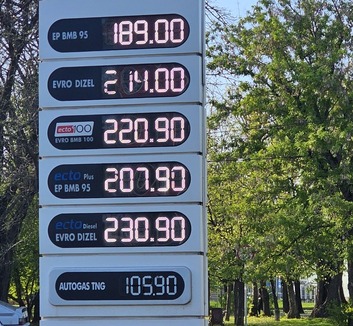 EP BMB 95 189.00
EVRO DIZEL 214.00
ecto 100
EVRO BMB 100 220.90
ecto Plus
EP BMB 95 207.90
ecto Diesel
EVRO DIZEL 230.90
AUTOGAS TNG 105.90